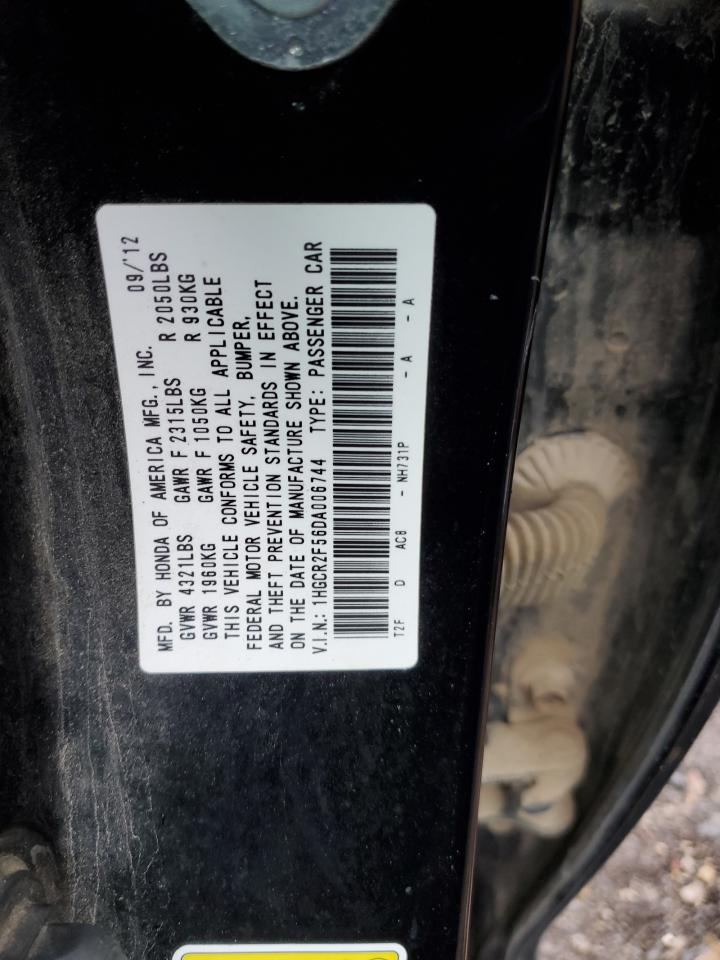 MFD. BY HONDA OF AMERICA MFG., INC. 09/'12
GVWR 4321LBS GAWR F 2315LBS R 2050LBS
GVWR 1960KG GAWR F 1050KG R 930KG
THIS VEHICLE CONFORMS TO ALL APPLICABLE
FEDERAL MOTOR VEHICLE SAFETY, BUMPER,
AND THEFT PREVENTION STANDARDS IN EFFECT
ON THE DATE OF MANUFACTURE SHOWN ABOVE.
V.I.N.: 1HGCR2F56DA006744 TYPE: PASSENGER CAR
T2F D AC8 - NH731P - A - A